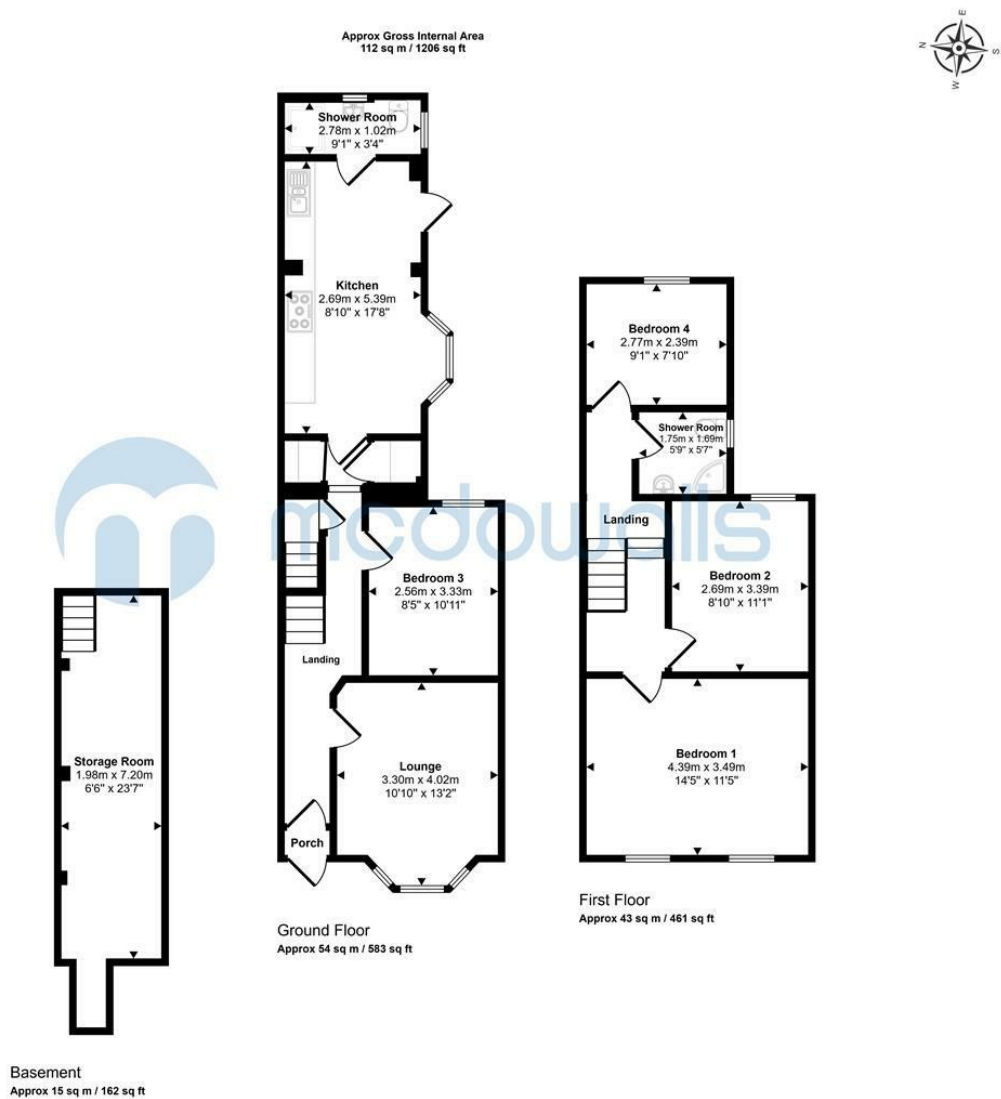 Approx Gross Internal Area
112 sq m / 1206 sq ft
N
E
S
W
Shower Room
2.78m x 1.02m
9'1" x 3'4"
Kitchen
2.69m x 5.39m
8'10" x 17'8"
Bedroom 4
2.77m x 2.39m
9'1" x 7'10"
Shower Room
1.75m x 1.69m
5'9" x 5'7"
Landing
mcdowalls
Bedroom 3
2.56m x 3.33m
8'5" x 10'11"
Bedroom 2
2.69m x 3.39m
8'10" x 11'1"
Landing
Storage Room
1.98m x 7.20m
6'6" x 23'7"
Lounge
3.30m x 4.02m
10'10" x 13'2"
Bedroom 1
4.39m x 3.49m
14'5" x 11'5"
Porch
Ground Floor
Approx 54 sq m / 583 sq ft
First Floor
Approx 43 sq m / 461 sq ft
Basement
Approx 15 sq m / 162 sq ft